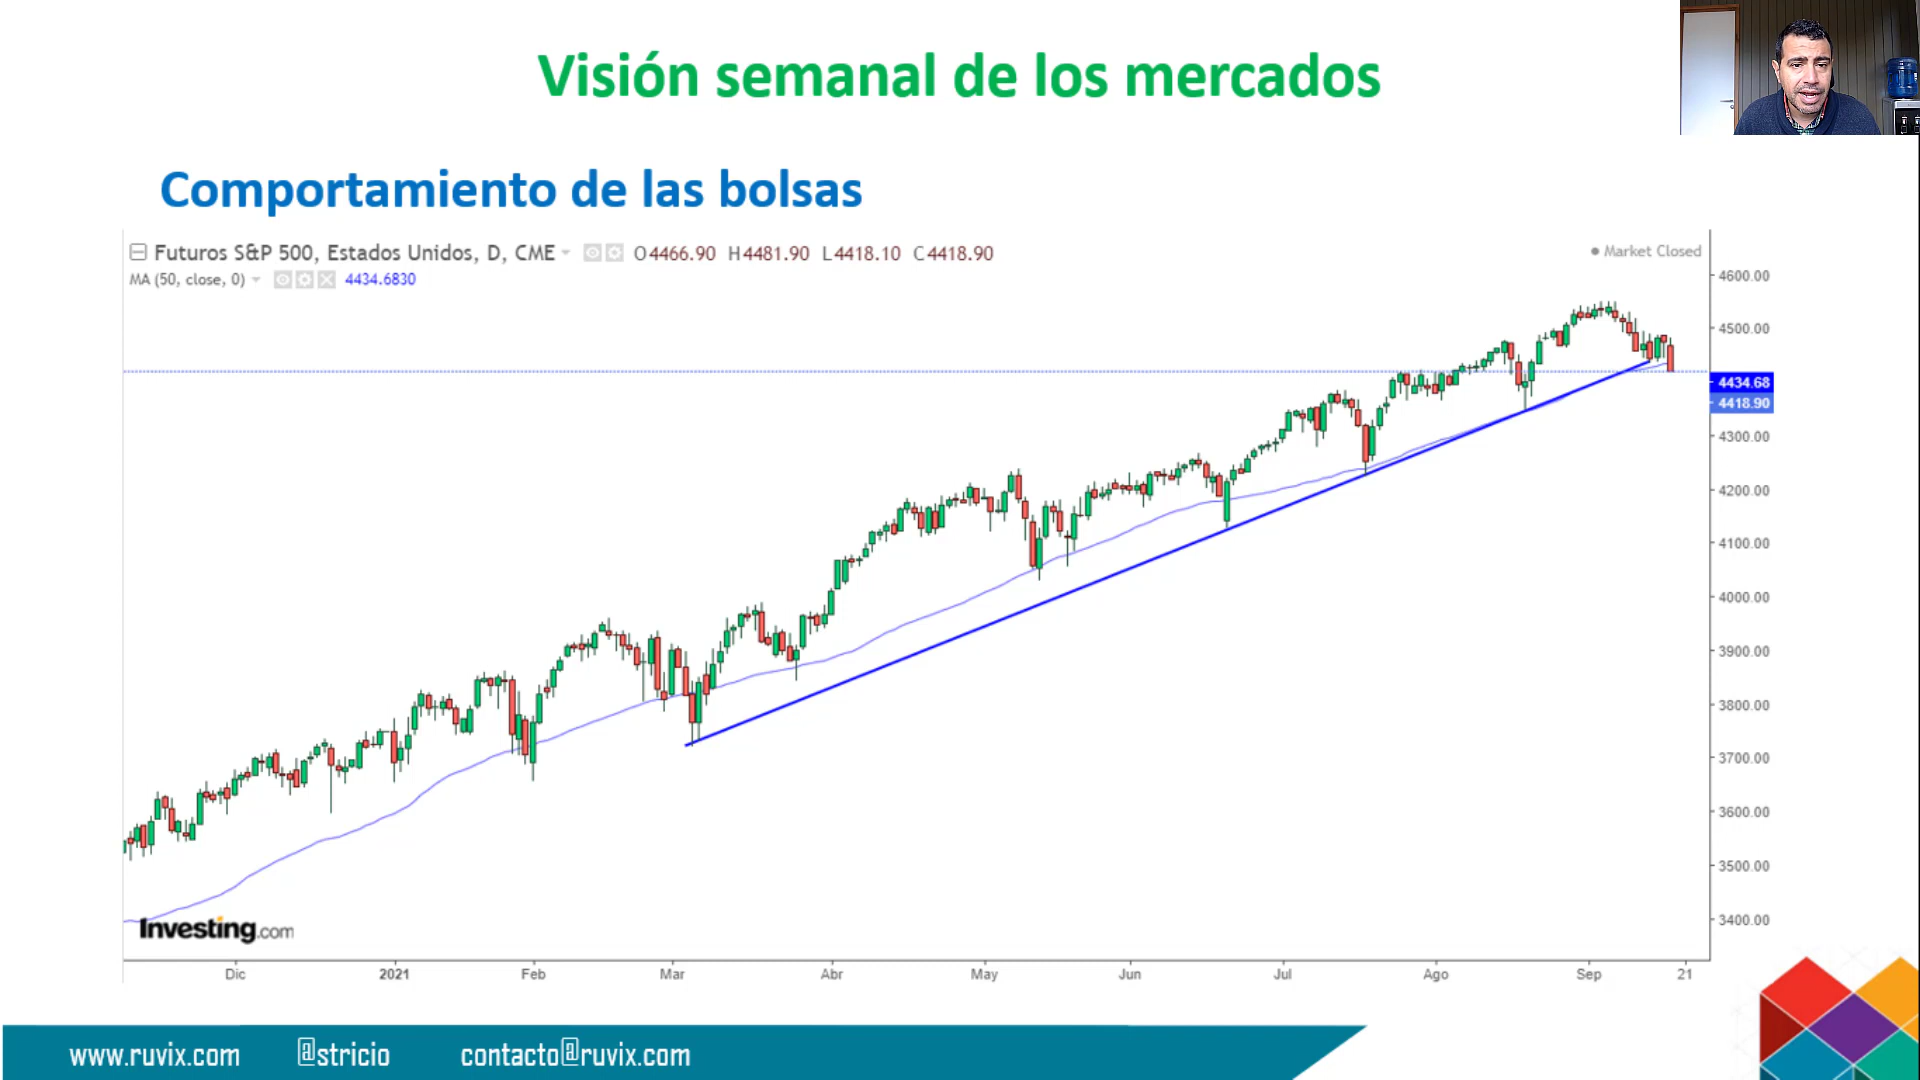 Visión semanal de los mercados
Comportamiento de las bolsas
Futuros S&P 500, Estados Unidos, D, CME O4466.90 H4481.90 L4418.10 C4418.90
Market Closed
MA (50, close, 0) 4434.6830
4600.00
4500.00
4434.68
4418.90
4300.00
4200.00
4100.00
4000.00
3900.00
3800.00
3700.00
3600.00
3500.00
3400.00
Investing.com
Dic 2021 Feb Mar Abr May Jun Jul Ago Sep 21
www.ruvix.com @stricio contacto@ruvix.com